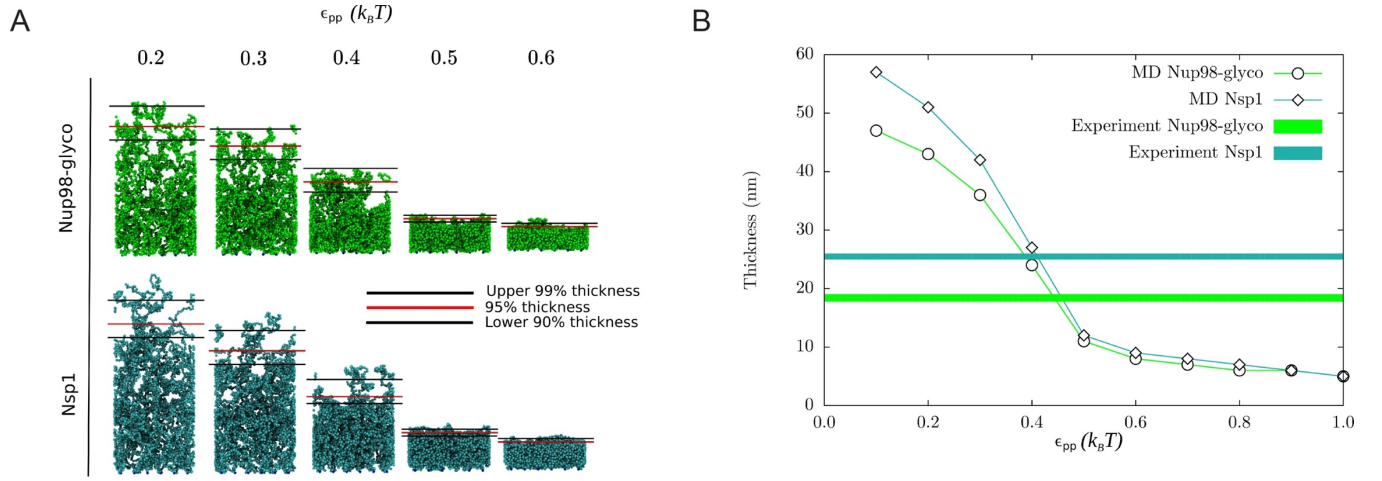 A
ϵpp (kBT)
0.2 0.3 0.4 0.5 0.6
Nup98-glyco
Nsp1
Upper 99% thickness
95% thickness
Lower 90% thickness
B
60
50
40
30
20
10
0
Thickness (nm)
MD Nup98-glyco
MD Nsp1
Experiment Nup98-glyco
Experiment Nsp1
0.0 0.2 0.4 0.6 0.8 1.0
ϵpp (kBT)